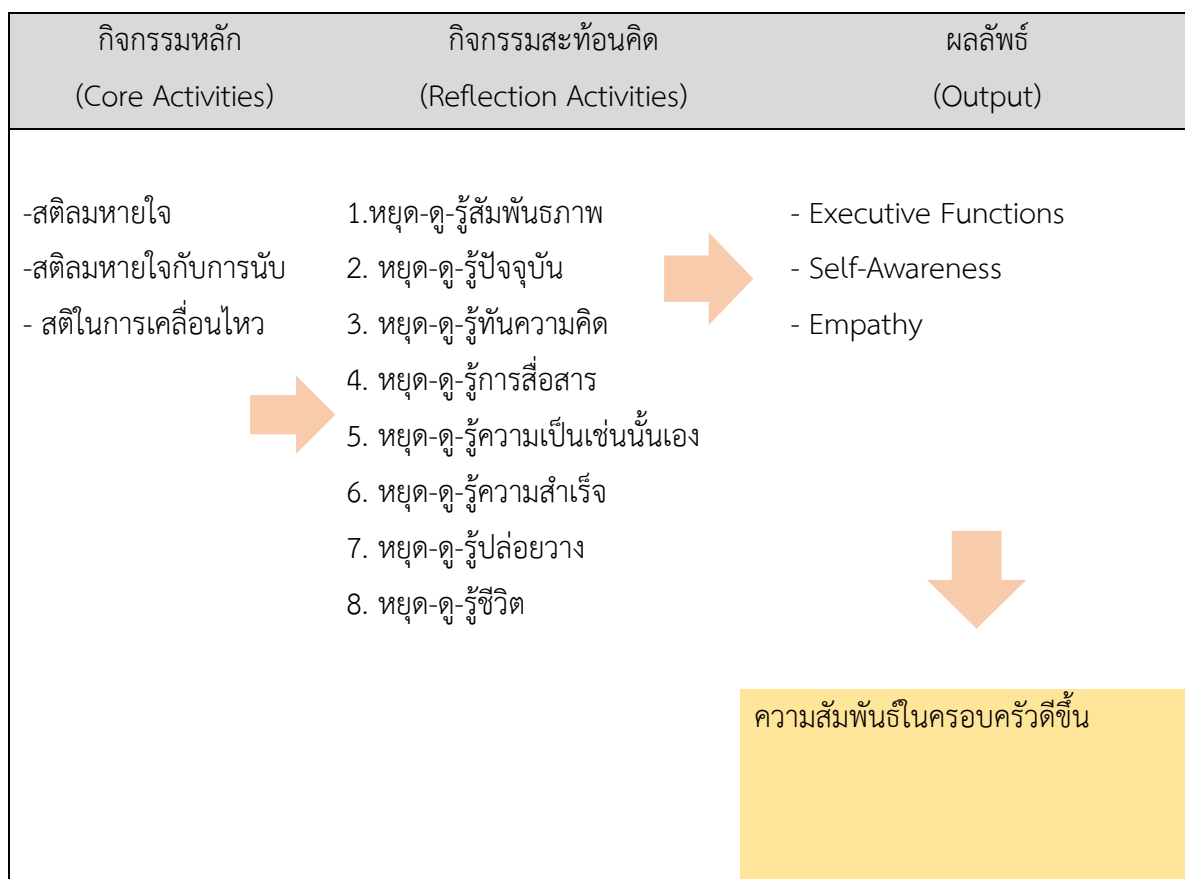 กิจกรรมหลัก
(Core Activities)
กิจกรรมสะท้อนคิด
(Reflection Activities)
ผลลัพธ์
(Output)
-สติลมหายใจ
-สติลมหายใจกับการนับ
- สติในการเคลื่อนไหว
1.หยุด-ดู-รู้สัมพันธภาพ
2. หยุด-ดู-รู้ปัจจุบัน
3. หยุด-ดู-รู้ทันความคิด
4. หยุด-ดู-รู้การสื่อสาร
5. หยุด-ดู-รู้ความเป็นเช่นนั้นเอง
6. หยุด-ดู-รู้ความสำเร็จ
7. หยุด-ดู-รู้ปล่อยวาง
8. หยุด-ดู-รู้ชีวิต
- Executive Functions
- Self-Awareness
- Empathy
ความสัมพันธ์ในครอบครัวดีขึ้น